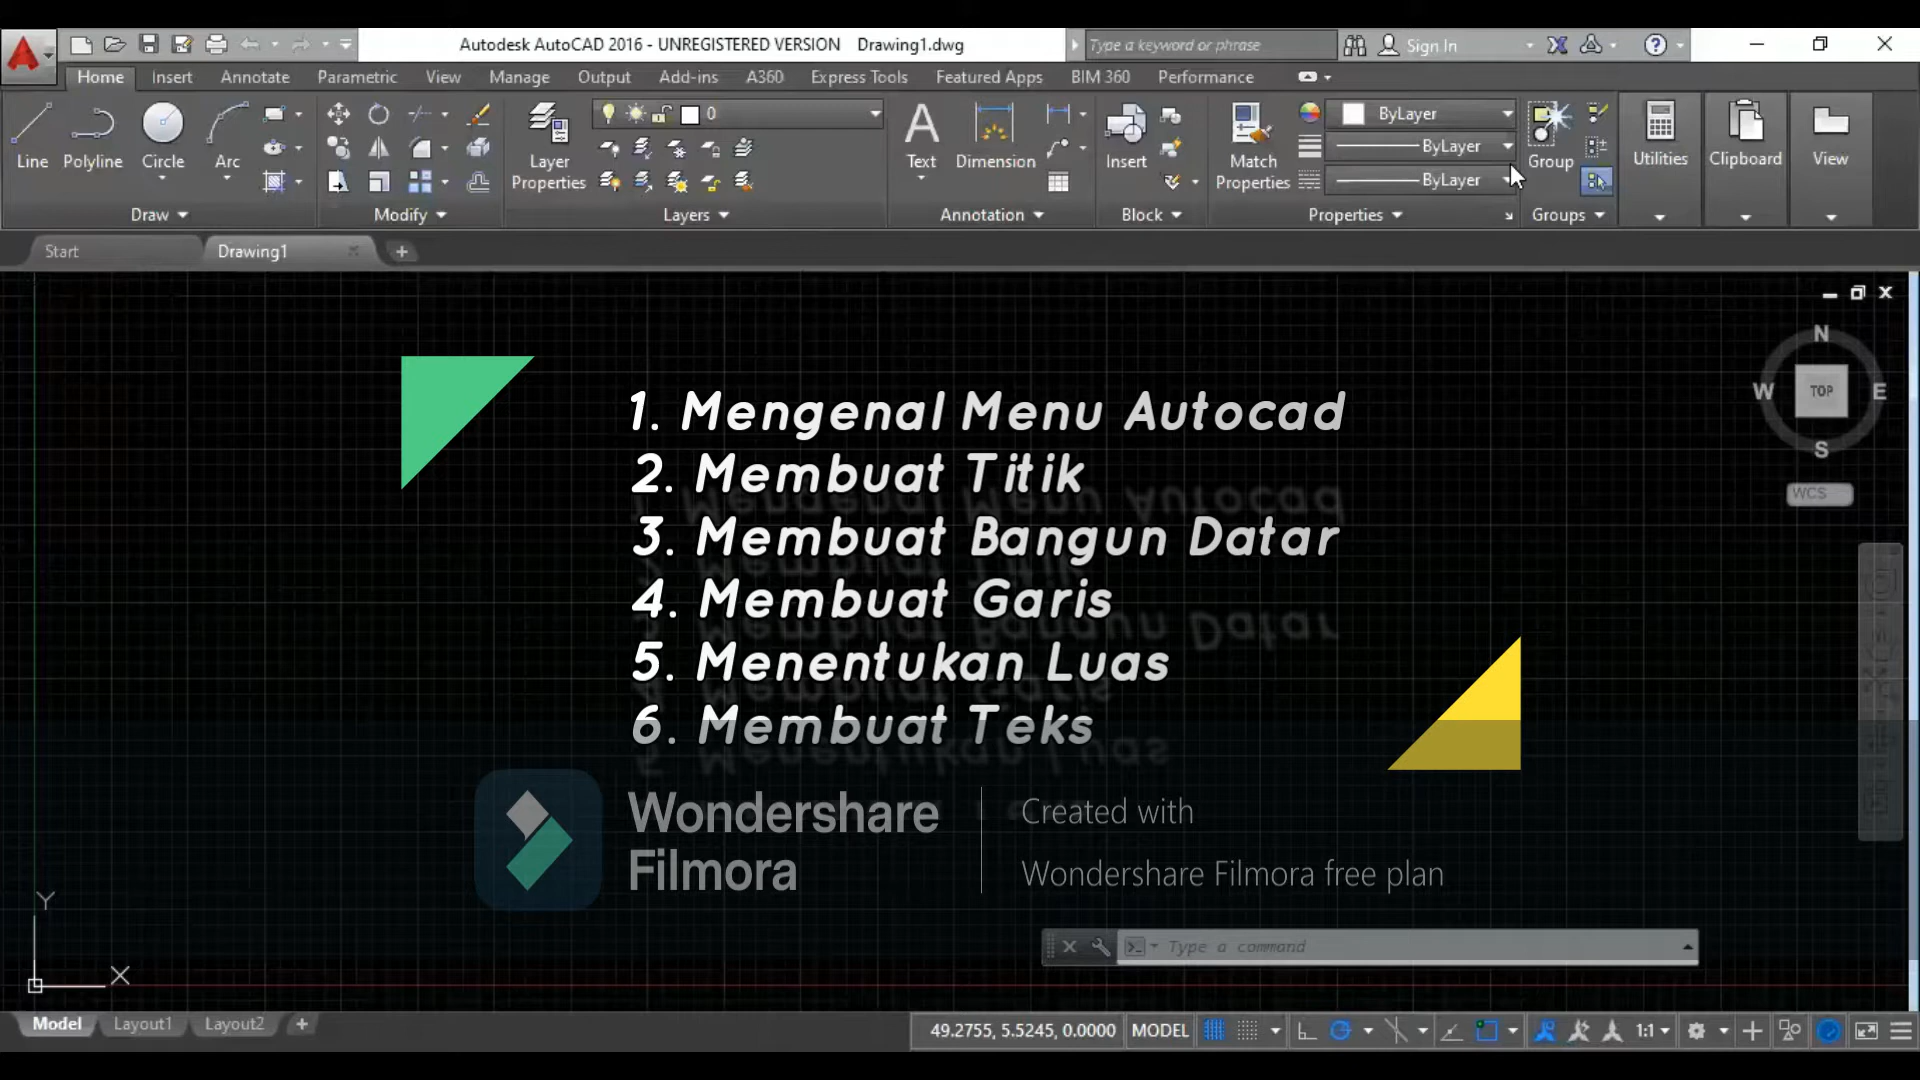 Autodesk AutoCAD 2016 - UNREGISTERED VERSION Drawing1.dwg
Type a keyword or phrase
Sign In
Home Insert Annotate Parametric View Manage Output Add-ins A360 Express Tools Featured Apps BIM 360 Performance
Line Polyline Circle Arc
Layer Properties
0
Text Dimension
Insert
Match Properties
ByLayer
ByLayer
ByLayer
Group
Utilities
Clipboard
View
Draw Modify Layers Annotation Block Properties Groups
Start Drawing1
N
W TOP E
S
WCS
1. Mengenal Menu Autocad
2. Membuat Titik
3. Membuat Bangun Datar
4. Membuat Garis
5. Menentukan Luas
6. Membuat Teks
Wondershare
Filmora
Created with
Wondershare Filmora free plan
Y
X
Type a command
Model Layout1 Layout2
49.2755, 5.5245, 0.0000 MODEL
1:1